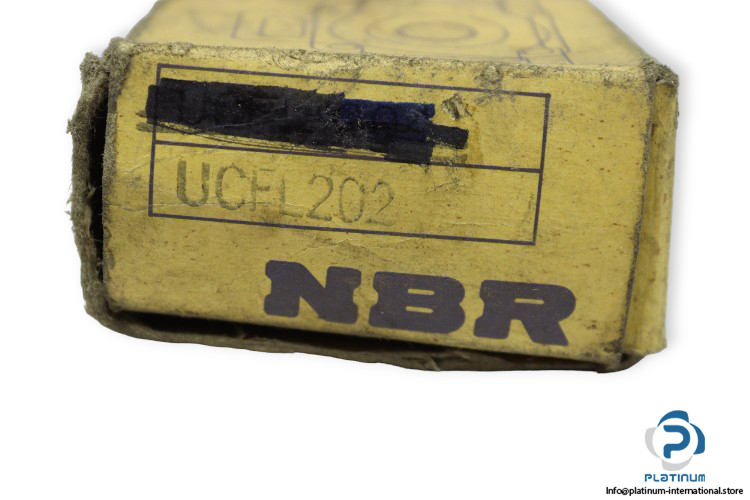 UCFL202
NBR
PLATINUM
Info@platinum-international.store